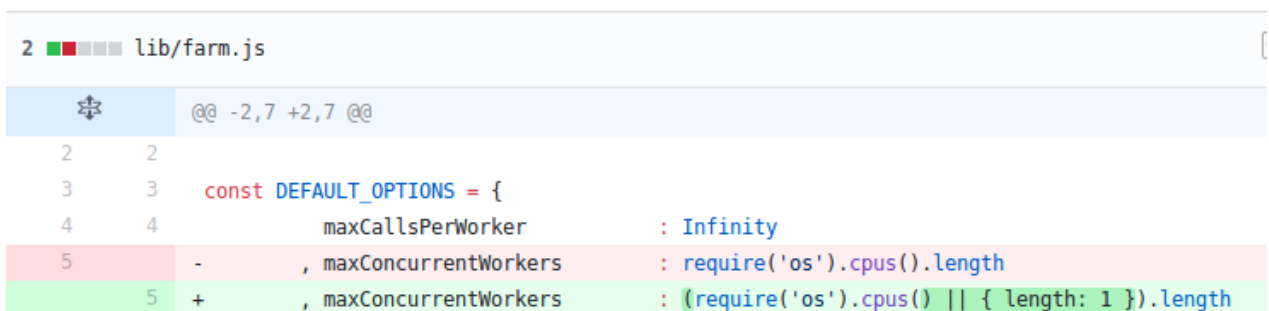 2 lib/farm.js
@@ -2,7 +2,7 @@
2 2
3 3 const DEFAULT_OPTIONS = {
4 4 maxCallsPerWorker : Infinity
5 - , maxConcurrentWorkers : require('os').cpus().length
5 + , maxConcurrentWorkers : (require('os').cpus() || { length: 1 }).length